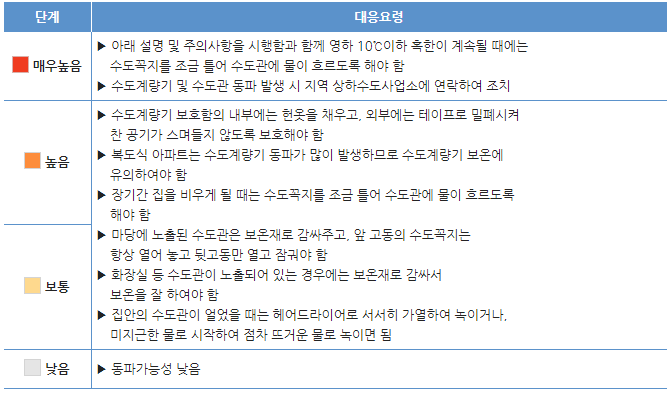 단계
대응요령
매우높음
▶ 아래 설명 및 주의사항을 시행함과 함께 영하 10℃이하 혹한이 계속될 때에는
수도꼭지를 조금 틀어 수도관에 물이 흐르도록 해야 함
▶ 수도계량기 및 수도관 동파 발생 시 지역 상하수도사업소에 연락하여 조치
높음
▶ 수도계량기 보호함의 내부에는 헌옷을 채우고, 외부에는 테이프로 밀폐시켜
찬 공기가 스며들지 않도록 보호해야 함
▶ 복도식 아파트는 수도계량기 동파가 많이 발생하므로 수도계량기 보온에
유의하여야 함
▶ 장기간 집을 비우게 될 때는 수도꼭지를 조금 틀어 수도관에 물이 흐르도록
해야 함
보통
▶ 마당에 노출된 수도관은 보온재로 감싸주고, 앞 고동의 수도꼭지는
항상 열어 놓고 뒷고동만 열고 잠궈야 함
▶ 화장실 등 수도관이 노출되어 있는 경우에는 보온재로 감싸서
보온을 잘 하여야 함
▶ 집안의 수도관이 얼었을 때는 헤어드라이어로 서서히 가열하여 녹이거나,
미지근한 물로 시작하여 점차 뜨거운 물로 녹이면 됨
낮음
▶ 동파가능성 낮음